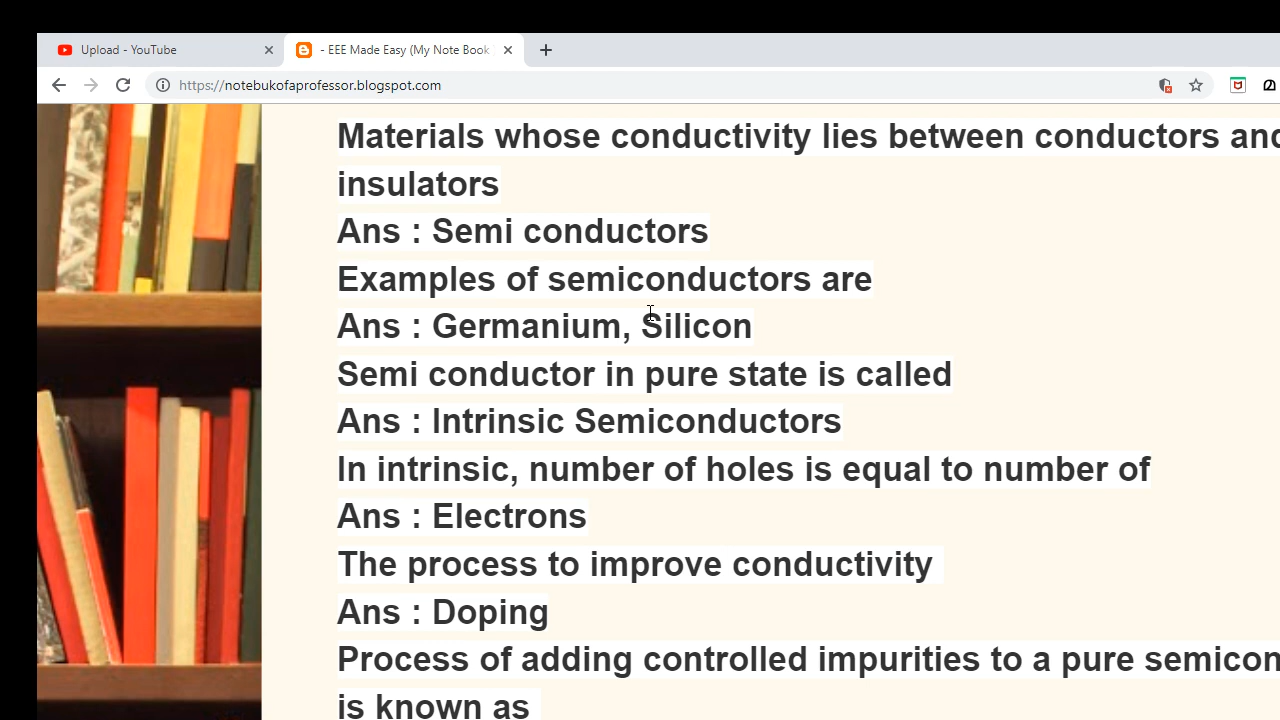 Upload - YouTube
- EEE Made Easy (My Note Book
https://notebukofaprofessor.blogspot.com
Materials whose conductivity lies between conductors and
insulators
Ans : Semi conductors
Examples of semiconductors are
Ans : Germanium, Silicon
Semi conductor in pure state is called
Ans : Intrinsic Semiconductors
In intrinsic, number of holes is equal to number of
Ans : Electrons
The process to improve conductivity
Ans : Doping
Process of adding controlled impurities to a pure semicon
is known as